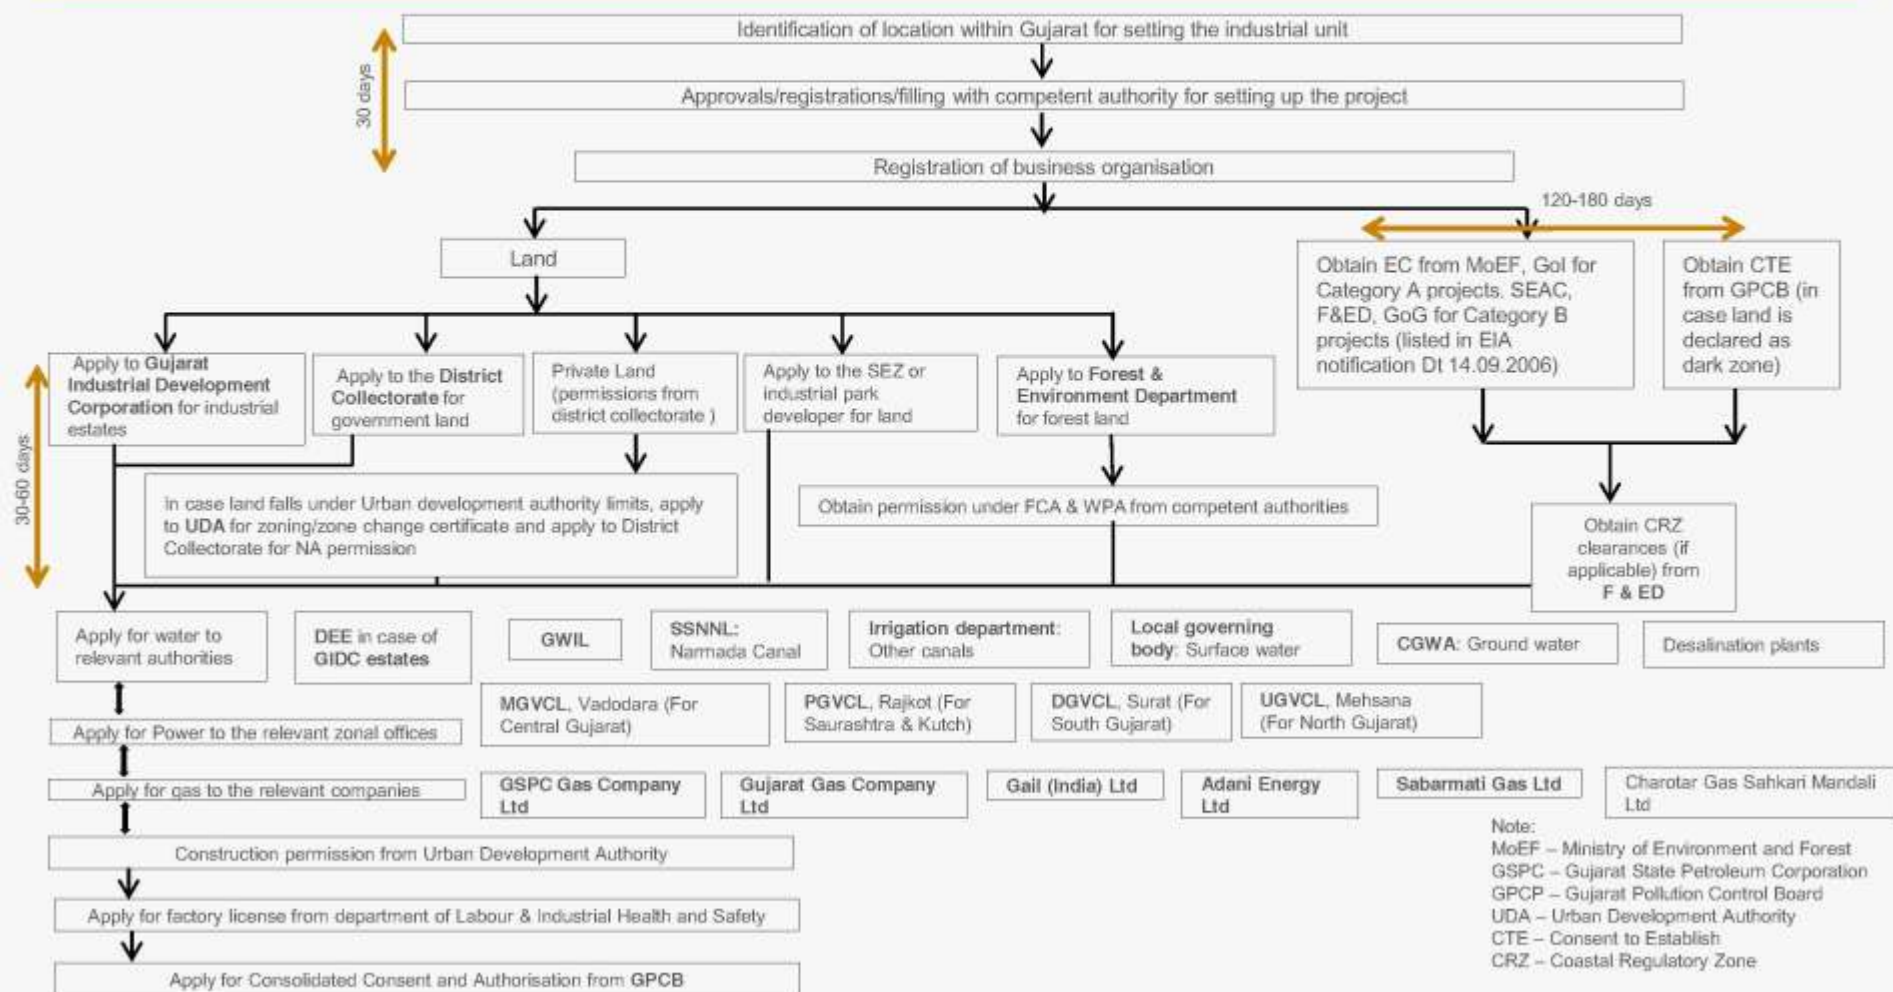 Identification of location within Gujarat for setting the industrial unit
30 days
Approvals/registrations/filling with competent authority for setting up the project
Registration of business organisation
120-180 days
Land
Obtain EC from MoEF, GoI for
Category A projects. SEAC,
F&ED, GoG for Category B
projects (listed in EIA
notification Dt 14.09.2006)
Obtain CTE
from GPCB (in
case land is
declared as
dark zone)
30-60 days
Apply to Gujarat
Industrial Development
Corporation for industrial
estates
Apply to the District
Collectorate for
government land
Private Land
(permissions from
district collectorate )
Apply to the SEZ or
industrial park
developer for land
Apply to Forest &
Environment Department
for forest land
In case land falls under Urban development authority limits, apply
to UDA for zoning/zone change certificate and apply to District
Collectorate for NA permission
Obtain permission under FCA & WPA from competent authorities
Obtain CRZ
clearances (if
applicable) from
F & ED
Apply for water to
relevant authorities
DEE in case of
GIDC estates
GWIL
SSNNL:
Narmada Canal
Irrigation department:
Other canals
Local governing
body: Surface water
CGWA: Ground water
Desalination plants
Apply for Power to the relevant zonal offices
MGVCL, Vadodara (For
Central Gujarat)
PGVCL, Rajkot (For
Saurashtra & Kutch)
DGVCL, Surat (For
South Gujarat)
UGVCL, Mehsana
(For North Gujarat)
Apply for gas to the relevant companies
GSPC Gas Company
Ltd
Gujarat Gas Company
Ltd
Gail (India) Ltd
Adani Energy
Ltd
Sabarmati Gas Ltd
Charotar Gas Sahkari Mandali
Ltd
Construction permission from Urban Development Authority
Apply for factory license from department of Labour & Industrial Health and Safety
Apply for Consolidated Consent and Authorisation from GPCB
Note:
MoEF – Ministry of Environment and Forest
GSPC – Gujarat State Petroleum Corporation
GPCP – Gujarat Pollution Control Board
UDA – Urban Development Authority
CTE – Consent to Establish
CRZ – Coastal Regulatory Zone